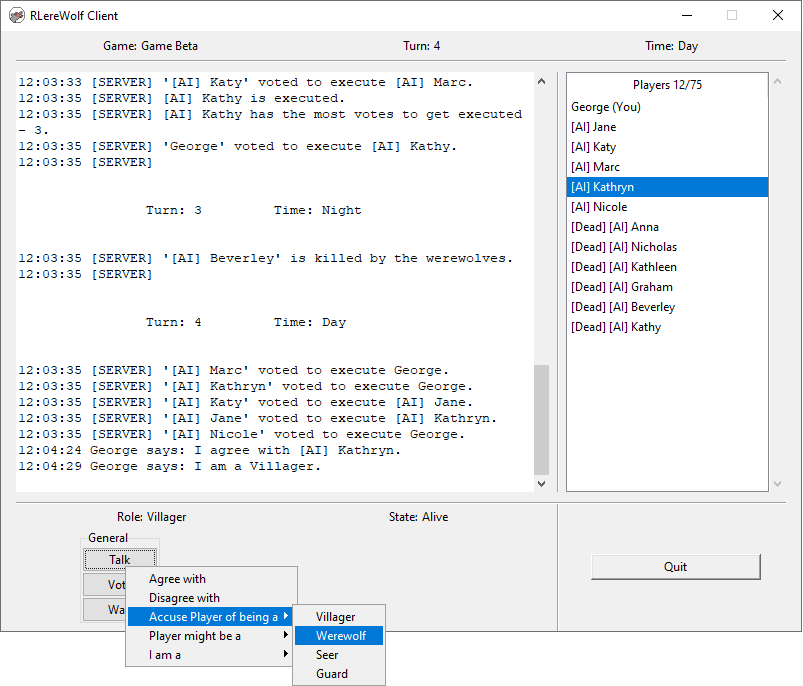 RLereWolf Client
Game: Game Beta Turn: 4 Time: Day
12:03:33 [SERVER] '[AI] Katy' voted to execute [AI] Marc.
12:03:35 [SERVER] [AI] Kathy is executed.
12:03:35 [SERVER] [AI] Kathy has the most votes to get executed
- 3.
12:03:35 [SERVER] 'George' voted to execute [AI] Kathy.
12:03:35 [SERVER]
Turn: 3 Time: Night
12:03:35 [SERVER] '[AI] Beverley' is killed by the werewolves.
12:03:35 [SERVER]
Turn: 4 Time: Day
12:03:35 [SERVER] '[AI] Marc' voted to execute George.
12:03:35 [SERVER] '[AI] Kathryn' voted to execute George.
12:03:35 [SERVER] '[AI] Katy' voted to execute [AI] Jane.
12:03:35 [SERVER] '[AI] Jane' voted to execute [AI] Kathryn.
12:03:35 [SERVER] '[AI] Nicole' voted to execute George.
12:04:24 George says: I agree with [AI] Kathryn.
12:04:29 George says: I am a Villager.
Players 12/75
George (You)
[AI] Jane
[AI] Katy
[AI] Marc
[AI] Kathryn
[AI] Nicole
[Dead] [AI] Anna
[Dead] [AI] Nicholas
[Dead] [AI] Kathleen
[Dead] [AI] Graham
[Dead] [AI] Beverley
[Dead] [AI] Kathy
Role: Villager State: Alive
General
Talk
Vot
Wa
Agree with
Disagree with
Accuse Player of being a
Player might be a
I am a
Villager
Werewolf
Seer
Guard
Quit